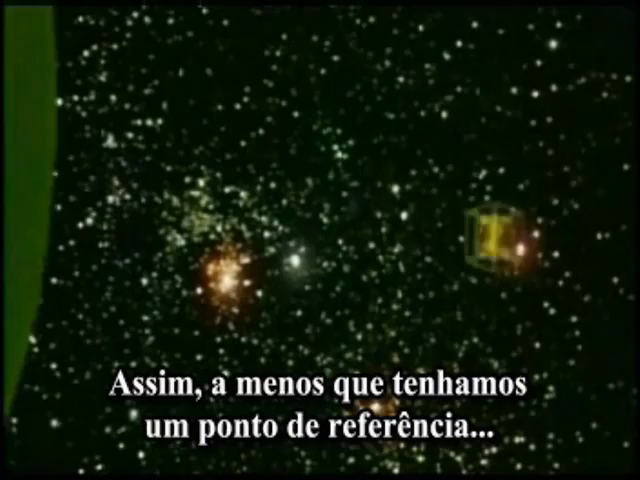 Assim, a menos que tenhamos
um ponto de referência...